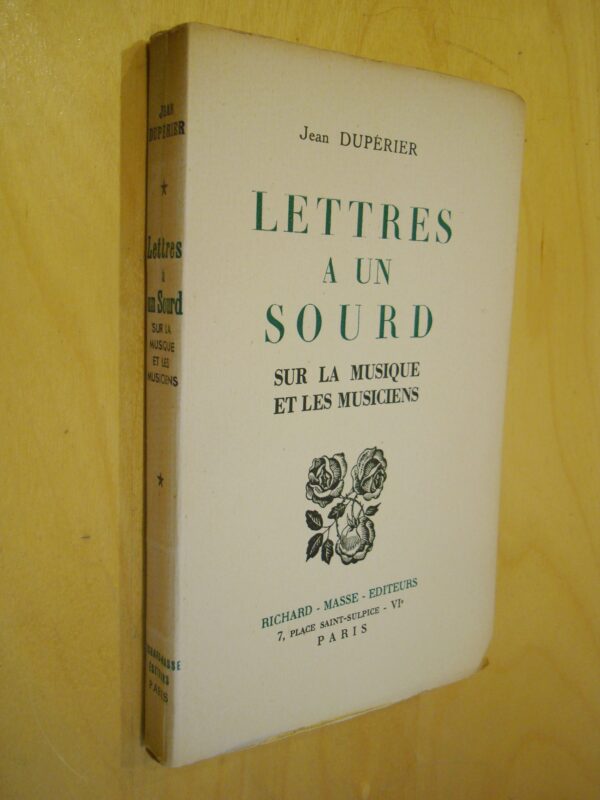 Jean DUPÉRIER
LETTRES
A UN
SOURD
SUR LA MUSIQUE
ET LES MUSICIENS
RICHARD - MASSE - EDITEURS
7, PLACE SAINT-SULPICE - VIe
PARIS
JEAN
DUPÉRIER
Lettres
à
un Sourd
SUR LA
MUSIQUE
ET LES
MUSICIENS
EDITEURS
PARIS